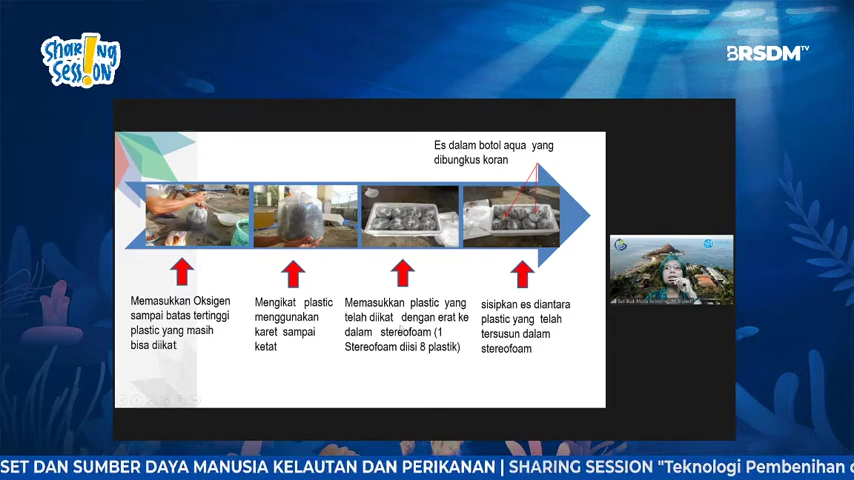 Sharing
Session
BRSDM TV
Es dalam botol aqua yang
dibungkus koran
Memasukkan Oksigen
sampai batas tertinggi
plastic yang masih
bisa diikat
Mengikat plastic
menggunakan
karet sampai
ketat
Memasukkan plastic yang
telah diikat dengan erat ke
dalam stereofoam (1
Stereofoam diisi 8 plastik)
sisipkan es diantara
plastic yang telah
tersusun dalam
stereofoam
SET DAN SUMBER DAYA MANUSIA KELAUTAN DAN PERIKANAN | SHARING SESSION "Teknologi Pembenihan d